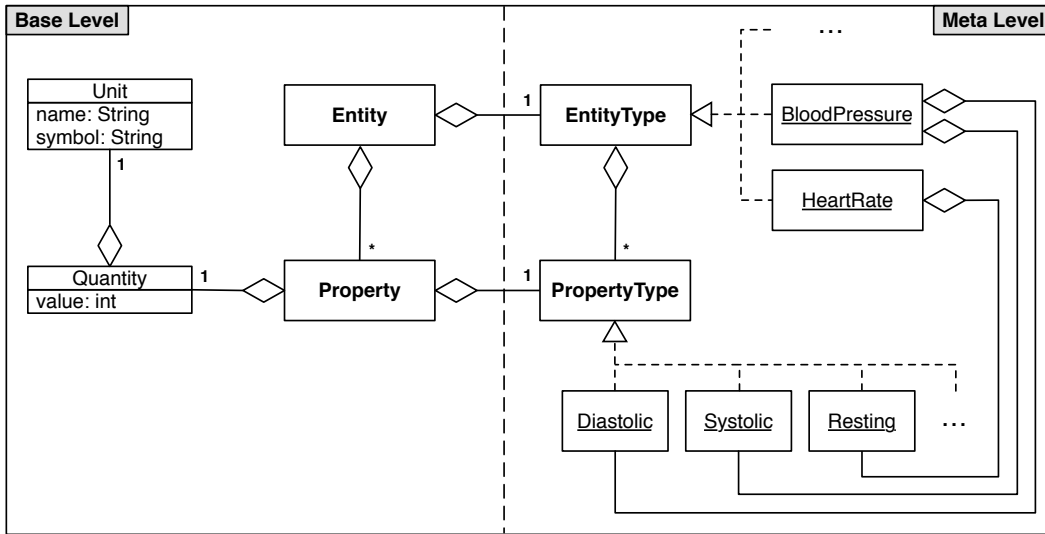 Base Level
Meta Level
...
Unit
name: String
symbol: String
1
Entity
1
EntityType
BloodPressure
HeartRate
*
*
Quantity
value: int
1
Property
1
PropertyType
Diastolic
Systolic
Resting
...